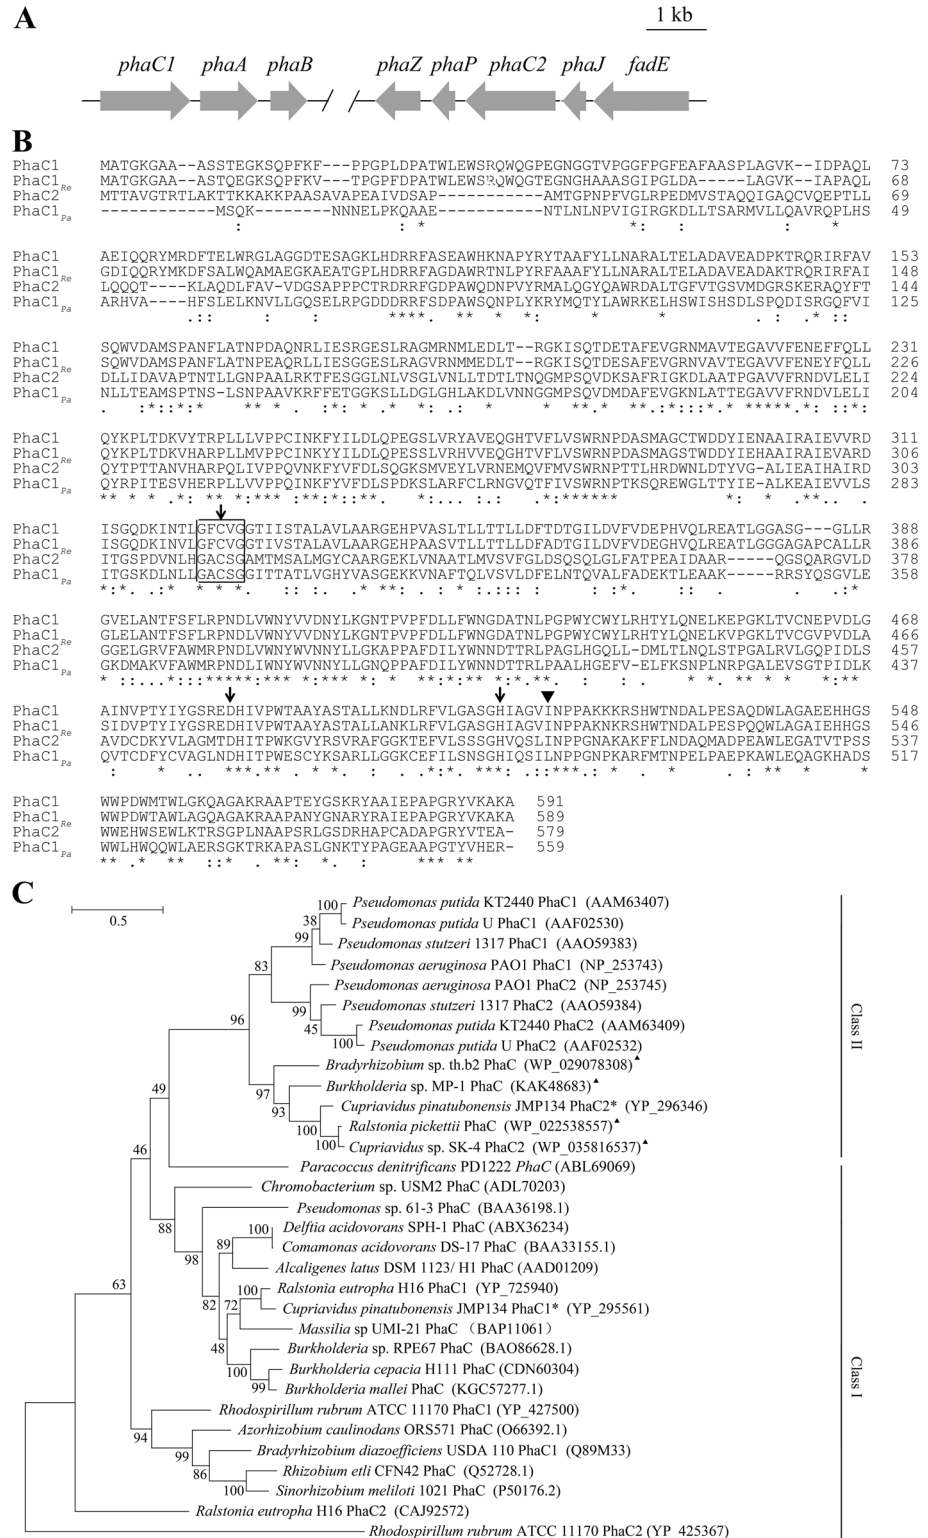 A
1 kb
phaC1 phaA phaB phaZ phaP phaC2 phaJ fadE
B
PhaC1 MATGKGAA--ASSTEGKSQPFKF---PPGPLDPATWLEWSRQWQGPEGNGGTVPGGFPGFEAFAASPLAGVK--IDPAQL 73
PhaC1Re MATGKGAA--ASTQEGKSQPFKV---TPGPFDPATWLEWSRQWQGTEGNGHAAASGIPGLDA-----LAGVK--IAPAQL 68
PhaC2 MTTAVGTRTLAKTTKKAKKPAASAVAPEAIVDSAP-----------AMTGPNPFVGLRPEDMVSTAQQIGAQCVQEPTLL 69
PhaC1Pa ------------MSQK--------NNNELPKQAAE-----------NTLNLNPVIGIRGKDLLTSARMVLLQAVRQPLHS 49
: : * *: : : *
PhaC1 AEIQQRYMRDFTELWRGLAGGDTESAGKLHDRRFASEAWHKNAPYRYTAAFYLLNARALTELADAVEADPKTRQRIRFAV 153
PhaC1Re GDIQQRYMKDFSALWQAMAEGKAEATGPLHDRRFAGDAWRTNLPYRFAAAFYLLNARALTELADAVEADAKTRQRIRFAI 148
PhaC2 LQQQT----KLAQDLFAV-VDGSAPPCTRDRRFGDPAWQDNPVYRMALQGYQAWRDALTGFVTGSVMDGRSKERAQYFT 144
PhaC1Pa ARHVA----HFSLELKNVLLGQSELRPGDDDRRFSDPAWSQNPLYKRYMQTYLAWRKELHSWISHSDLSPQDISRGQFVI 125
.:: : : ****. ** * *: * * . : * ::
PhaC1 SQWVDAMSPANFLATNPDAQNRLIESRGESLRAGMRNMLEDLT--RGKISQTDETAFEVGRNMAVTEGAVVFENEFFQLL 231
PhaC1Re SQWVDAMSPANFLATNPEAQRLLIESGGESLRAGVRNMMEDLT--RGKISQTDESAFEVGRNVAVTEGAVVFENEYFQLL 226
PhaC2 DLLIDAVAPTNTLLGNPAALRKTFESGGLNLVSGLVNLLTDTLTNQGMPSQVDKSAFRIGKDLAATPGAVVFRNDVLELI 224
PhaC1Pa NLLTEAMSPTNS-LSNPAAVKRFFETGGKSLLDGLGHLAKDLVNNGGMPSQVDMDAFEVGKNLATTEGAVVFRNDVLELI 204
PhaC1 QYKPLTDKVYTRPLLLVPPCINKFYILDLQPEGSLVRYAVEQGHTVFLVSWRNPDASMAGCTWDDYIENAAIRAIEVVRD 311
PhaC1Re QYKPLTDKVHARPLLMVPPCINKYYILDLQPESSLVRHVVEQGHTVFLVSWRNPDASMAGSTWDDYIEHAAIRAIEVARD 306
PhaC2 QYTPTTANVHARPQLIVPPQVNKFYVFDLSQGKSMVEYLVRNEMQVFMVSWRNPTTLHRDWNLDTYVG-ALIEAIHAIRD 303
PhaC1Pa QYRPITESVHERPLLVVPPQINKFYVFDLSPDKSLARFCLRNGVQTFIVSWRNPTKSQREWGLTTYIE-ALKEAIEVVLS 283
PhaC1 ISGQDKINTLGFCVGGTIISTALAVLAARGEHPVASLTLLTTLLDFTDTGILDVFVDEPHVQLREATLGGASG---GLLR 388
PhaC1Re ISGQDKINVLGFCVGGTIVSTALAVLAARGEHPAASVTLLTTLLDFADTGILDVFVDEGHVQLREATLGGGAGAPCALLR 386
PhaC2 ITGSPDVNLHGACSGAMTMSALMGYCAARGEKLVNAATLMVSVFGLDSQSQLGLFATPEAIDAAR-----QGSQARGVLD 378
PhaC1Pa ITGSKDLNLLGACSGGITTATLVGHYVASGEKKVNAFTQLVSVLDFELNTQVALFADEKTLEAAK-----RRSYQSGVLE 358
PhaC1 GVELANTFSFLRPNDLVWNYVVDNYLKGNTPVPFDLLFWNGDATNLPGPWYCWYLRHTYLQNELKEPGKLTVCNEPVDLG 468
PhaC1Re GLELANTFSFLRPNDLVWNYVVDNYLKGNTPVPFDLLFWNGDATNLPGPWYCWYLRHTYLQNELKVPGKLTVCGVPVDLA 466
PhaC2 GGELGRVFAWMRPNDLVWNYWVNNYLLGKAPPAFDILYWNNDTTRLPAGLHGQLL-DMLTLNQLSTPGALRVLGQPIDLS 457
PhaC1Pa GKDMAKVFAWMRPNDLIWNYWVNNYLLGNQPPAFDILYWNNDTTRLPAALHGEFV-ELFKSNPLNRPGALEVSGTPIDLK 437
PhaC1 AINVPTYIYGSREDHIVPWTAAYASTALLKNDLRFVLGASGHIAGVINPPAKKKRSHWTNDALPESAQDWLAGAEEHHGS 548
PhaC1Re SIDVPTYIYGSREDHIVPWTAAYASTALLANKLRFVLGASGHIAGVINPPAKNKRSHWTNDALPESPQQWLAGAIEHHGS 546
PhaC2 AVDCDKYVLAGMTDHITPWKGVYRSVRAFGGKTEFVLSSSGHVQSLINPPGNAKAKFFLNDAQMADPEAWLEGATVTPSS 537
PhaC1Pa QVTCDFYCVAGLNDHITPWESCYKSARLLGGKCEFILSNSGHIQSILNPPGNPKARFMTNPELPAEPKAWLEQAGKHADS 517
PhaC1 WWPDWMTWLGKQAGAKRAAPTEYGSKRYAAIEPAPGRYVKAKA 591
PhaC1Re WWPDWTAWLAGQAGAKRAAPANYGNARYRAIEPAPGRYVKAKA 589
PhaC2 WWEHWSEWLKTRSGPLNAAPSRLGSDRHAPCADAPGRYVTEA- 579
PhaC1Pa WWLHWQQWLAERSGKTRKAPASLGNKTYPAGEAAPGTYVHER- 559
** .* ** ::* . *: * . : *** **
C
0.5
Pseudomonas putida KT2440 PhaC1 (AAM63407)
Pseudomonas putida U PhaC1 (AAF02530)
Pseudomonas stutzeri 1317 PhaC1 (AAO59383)
Pseudomonas aeruginosa PAO1 PhaC1 (NP_253743)
Pseudomonas aeruginosa PAO1 PhaC2 (NP_253745)
Pseudomonas stutzeri 1317 PhaC2 (AAO59384)
Pseudomonas putida KT2440 PhaC2 (AAM63409)
Pseudomonas putida U PhaC2 (AAF02532)
Bradyrhizobium sp. th.b2 PhaC (WP_029078308)▲
Burkholderia sp. MP-1 PhaC (KAK48683)▲
Cupriavidus pinatubonensis JMP134 PhaC2* (YP_296346)
Ralstonia pickettii PhaC (WP_022538557)▲
Cupriavidus sp. SK-4 PhaC2 (WP_035816537)▲
Paracoccus denitrificans PD1222 PhaC (ABL69069)
Chromobacterium sp. USM2 PhaC (ADL70203)
Pseudomonas sp. 61-3 PhaC (BAA36198.1)
Delftia acidovorans SPH-1 PhaC (ABX36234)
Comamonas acidovorans DS-17 PhaC (BAA33155.1)
Alcaligenes latus DSM 1123/ H1 PhaC (AAD01209)
Ralstonia eutropha H16 PhaC1 (YP_725940)
Cupriavidus pinatubonensis JMP134 PhaC1* (YP_295561)
Massilia sp UMI-21 PhaC （BAP11061）
Burkholderia sp. RPE67 PhaC (BAO86628.1)
Burkholderia cepacia H111 PhaC (CDN60304)
Burkholderia mallei PhaC (KGC57277.1)
Rhodospirillum rubrum ATCC 11170 PhaC1 (YP_427500)
Azorhizobium caulinodans ORS571 PhaC (O66392.1)
Bradyrhizobium diazoefficiens USDA 110 PhaC1 (Q89M33)
Rhizobium etli CFN42 PhaC (Q52728.1)
Sinorhizobium meliloti 1021 PhaC (P50176.2)
Ralstonia eutropha H16 PhaC2 (CAJ92572)
Rhodospirillum rubrum ATCC 11170 PhaC2 (YP_425367)
100
38
99
83
99
45
100
96
97
93
100
100
49
46
88
98
100
89
82
100
72
48
100
99
63
94
99
86
100
Class II
Class I